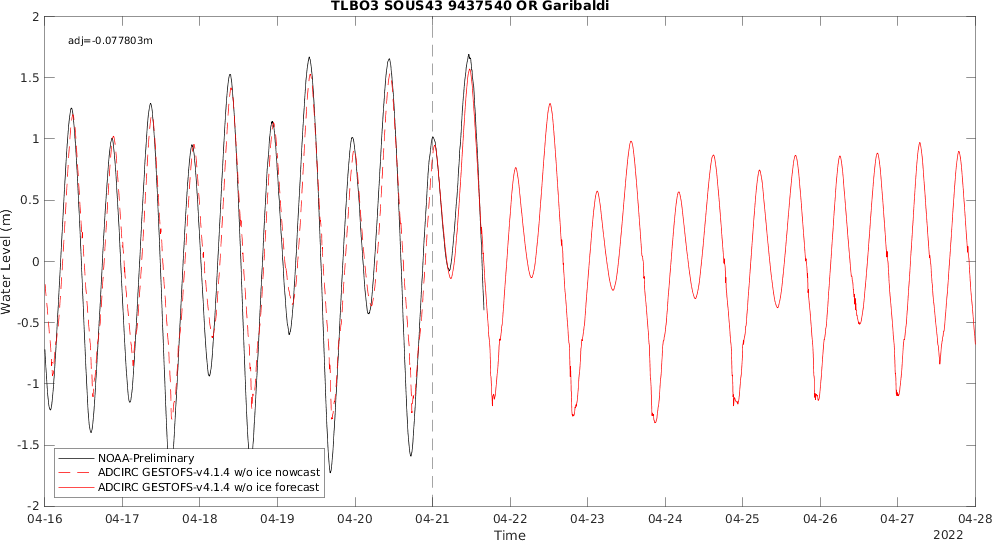 TLBO3 SOUS43 9437540 OR Garibaldi
adj=-0.077803m
2
1.5
1
0.5
0
-0.5
-1
-1.5
-2
Water Level (m)
NOAA-Preliminary
ADCIRC GESTOFS-v4.1.4 w/o ice nowcast
ADCIRC GESTOFS-v4.1.4 w/o ice forecast
04-16 04-17 04-18 04-19 04-20 04-21 04-22 04-23 04-24 04-25 04-26 04-27 04-28
Time
2022